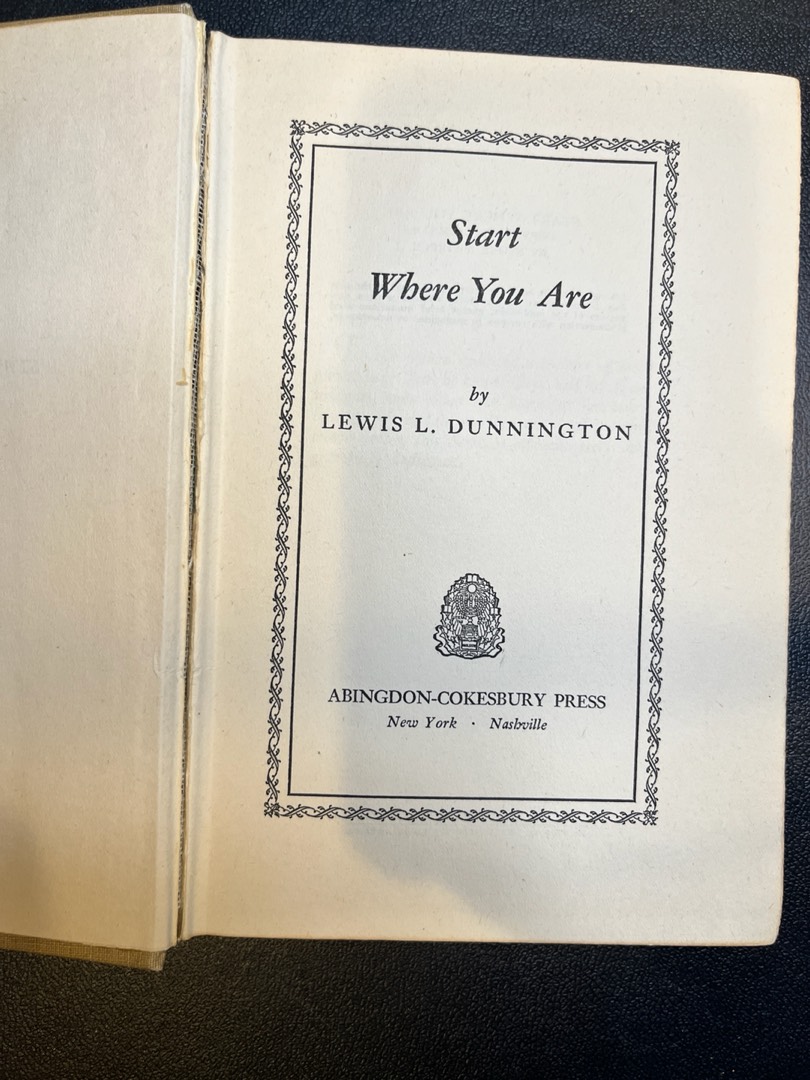 Start
Where You Are
by
LEWIS L. DUNNINGTON
ABINGDON-COKESBURY PRESS
New York · Nashville